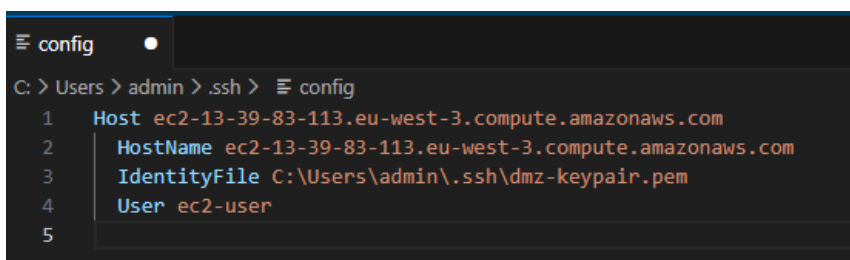 config
C: > Users > admin > .ssh > config
1 Host ec2-13-39-83-113.eu-west-3.compute.amazonaws.com
2 HostName ec2-13-39-83-113.eu-west-3.compute.amazonaws.com
3 IdentityFile C:\Users\admin\.ssh\dmz-keypair.pem
4 User ec2-user
5